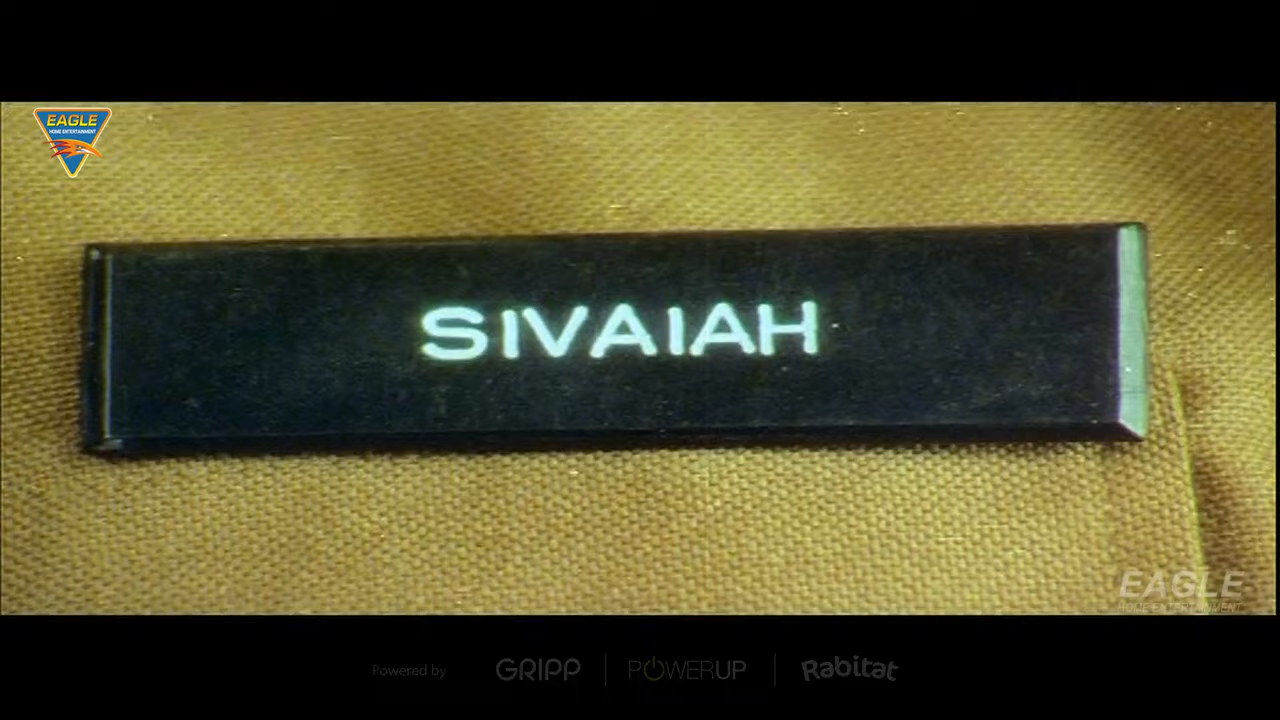 EAGLE
HOME ENTERTAINMENT
SIVAIAH
EAGLE
HOME ENTERTAINMENT
Powered by GRIPP POWERUP Rabitat